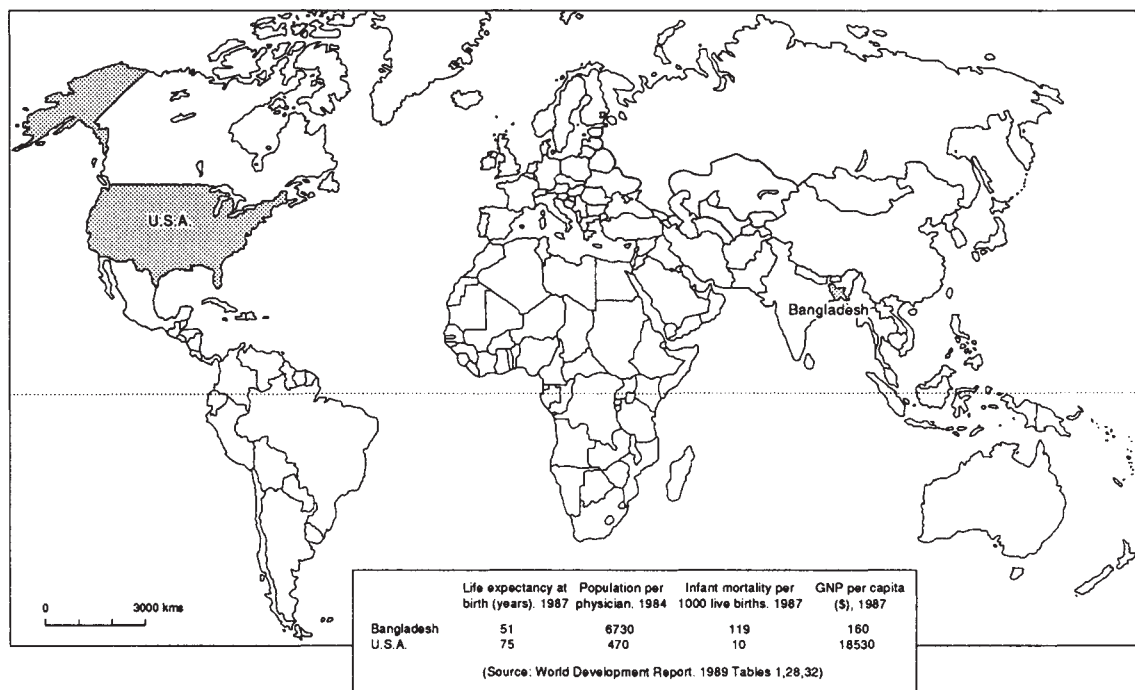 U.S.A.
Bangladesh
0 3000 kms
Life expectancy at Population per Infant mortality per GNP per capita
birth (years). 1987 physician. 1984 1000 live births. 1987 ($), 1987
Bangladesh 51 6730 119 160
U.S.A. 75 470 10 18530
(Source: World Development Report. 1989 Tables 1,28,32)